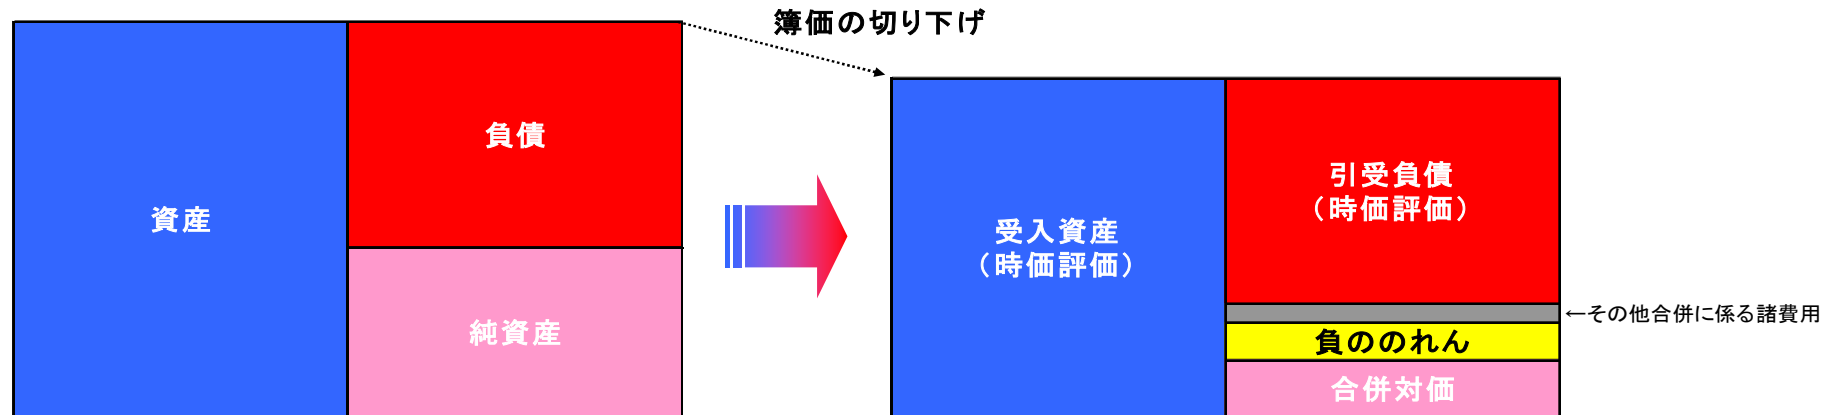 簿価の切り下げ
資産
負債
純資産
受入資産
（時価評価）
引受負債
（時価評価）
←その他合併に係る諸費用
負ののれん
合併対価